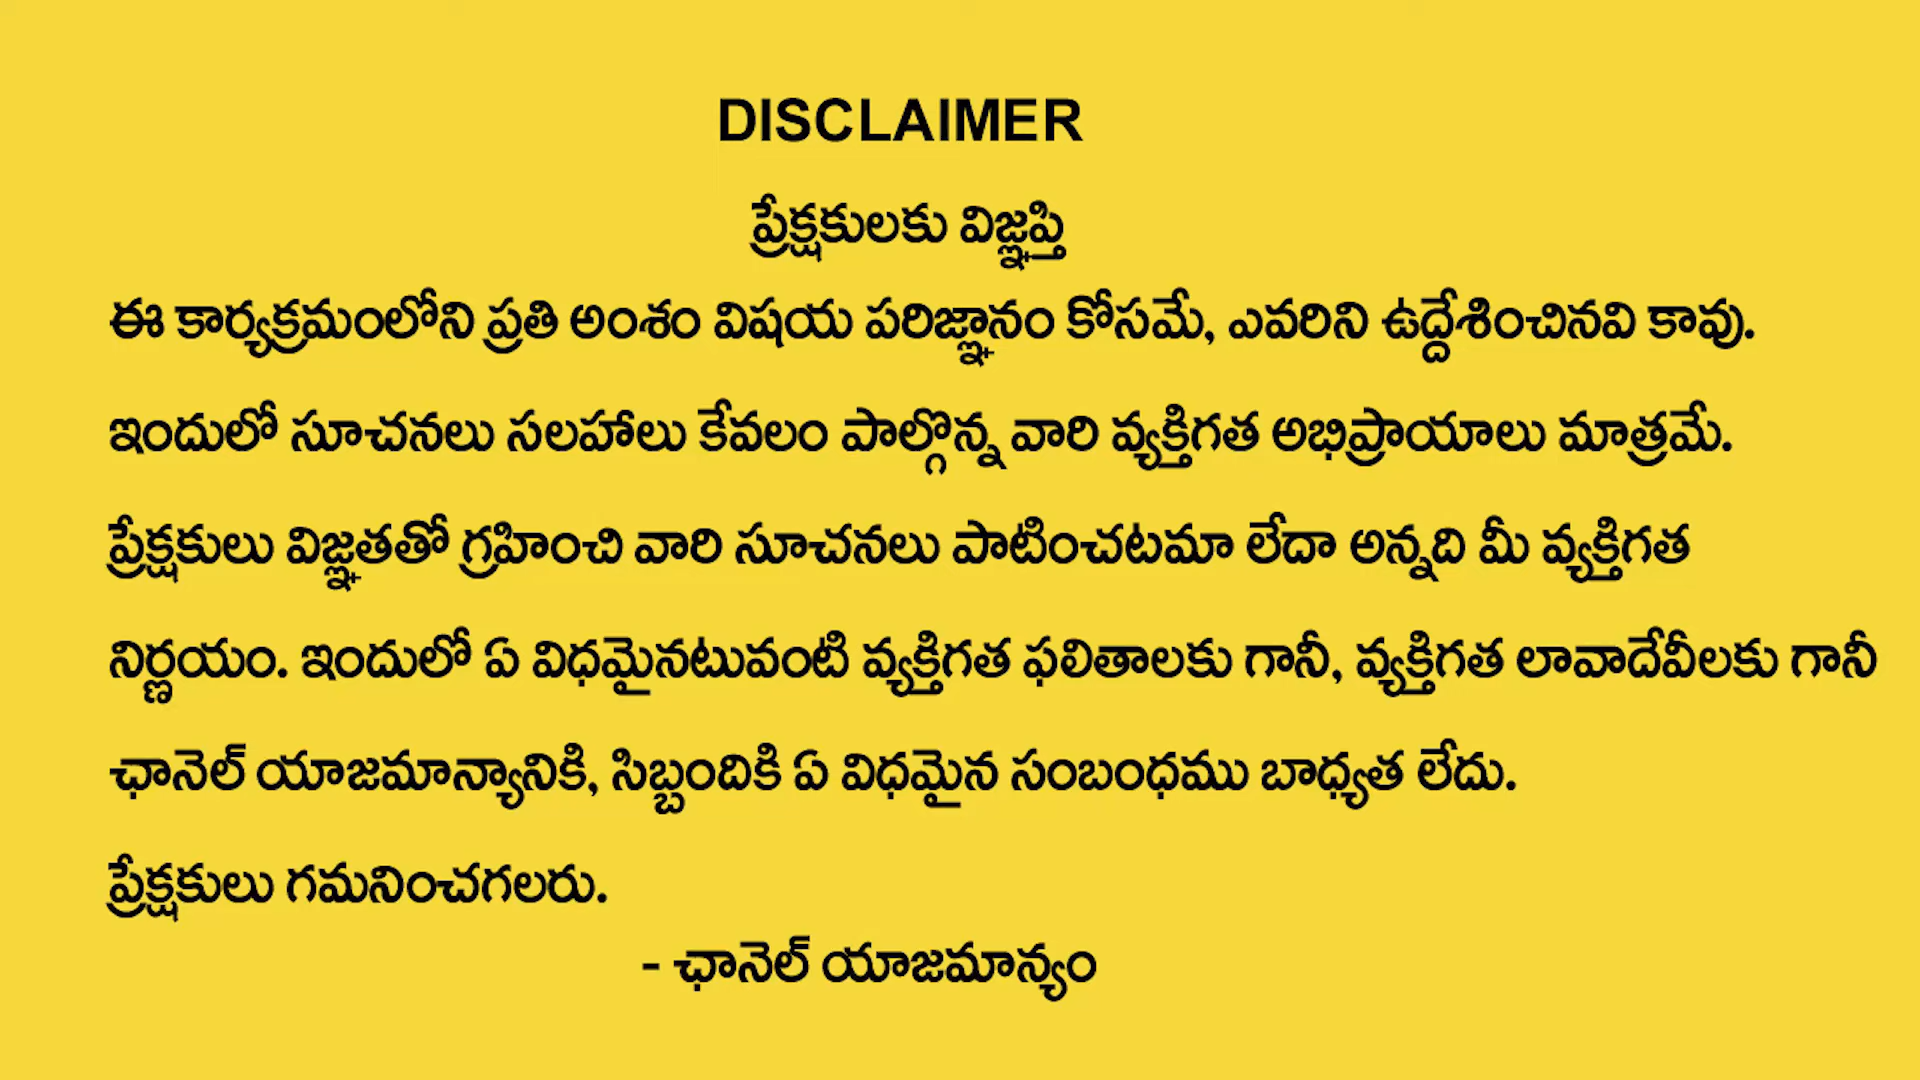 DISCLAIMER
ప్రేక్షకులకు విజ్ఞప్తి
ఈ కార్యక్రమంలోని ప్రతి అంశం విషయ పరిజ్ఞానం కోసమే, ఎవరిని ఉద్దేశించినవి కావు.
ఇందులో సూచనలు సలహాలు కేవలం పాల్గొన్న వారి వ్యక్తిగత అభిప్రాయాలు మాత్రమే.
ప్రేక్షకులు విజ్ఞతతో గ్రహించి వారి సూచనలు పాటించటమా లేదా అన్నది మీ వ్యక్తిగత
నిర్ణయం. ఇందులో ఏ విధమైనటువంటి వ్యక్తిగత ఫలితాలకు గానీ, వ్యక్తిగత లావాదేవీలకు గానీ
ఛానెల్ యాజమాన్యానికి, సిబ్బందికి ఏ విధమైన సంబంధము బాధ్యత లేదు.
ప్రేక్షకులు గమనించగలరు.
- ఛానెల్ యాజమాన్యం